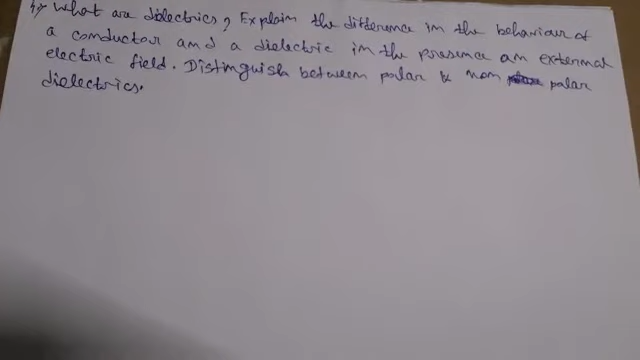 4) What are dielectrics, Explain the difference in the behaviour of
a conductor and a dielectric in the presence an external
electric field. Distinguish between polar & non polar
dielectrics.